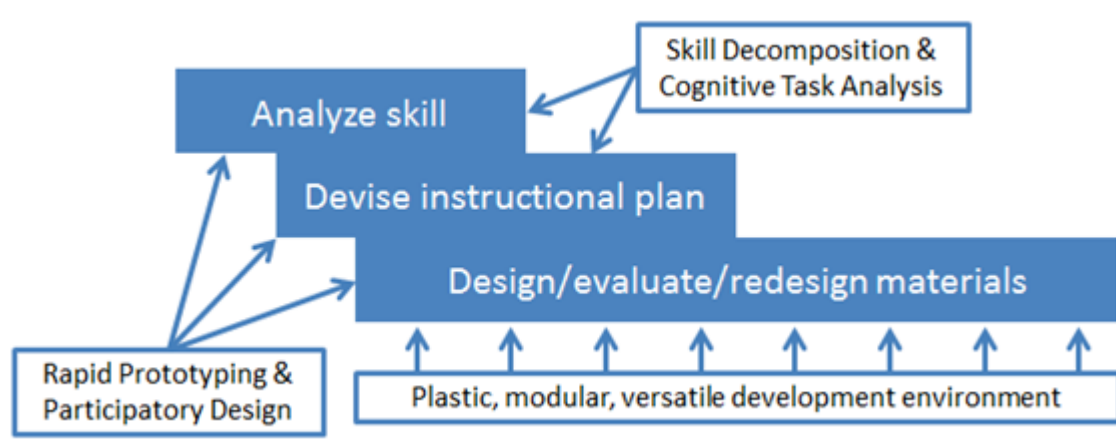 Skill Decomposition &
Cognitive Task Analysis
Analyze skill
Devise instructional plan
Design/evaluate/redesign materials
Rapid Prototyping &
Participatory Design
Plastic, modular, versatile development environment